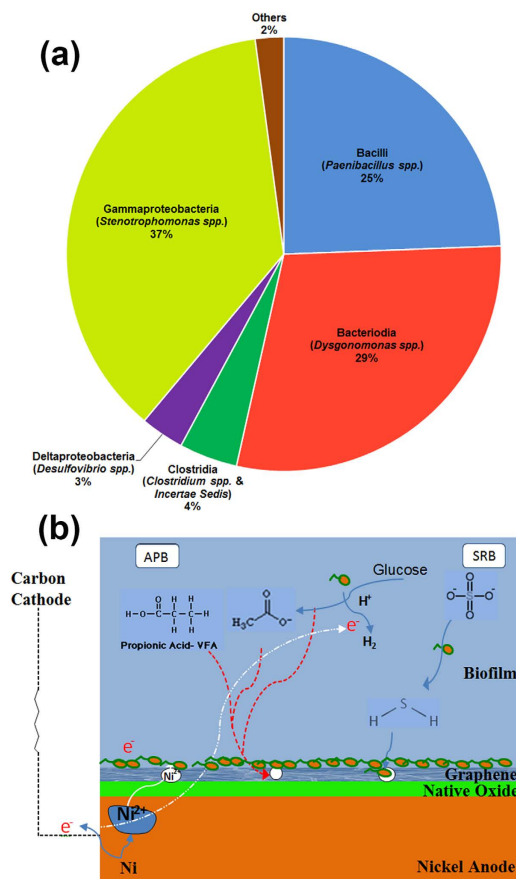 (a)
Others
2%
Bacilli
(Paenibacillus spp.)
25%
Gammaproteobacteria
(Stenotrophomonas spp.)
37%
Bacteriodia
(Dysgonomonas spp.)
29%
Deltaproteobacteria
(Desulfovibrio spp.)
3%
Clostridia
(Clostridium spp. &
Incertae Sedis)
4%
(b)
Carbon
Cathode
APB
SRB
Glucose
H⁺
e⁻
H₂
H-O-C-C-C-H
O H H
H H
Propionic Acid- VFA
H₃C O O⁻
O⁻ S O⁻
O O
Biofilm
H S H
e⁻
Ni²⁺
Graphene
Native Oxide
Ni²⁺
e⁻
Ni
Nickel Anode